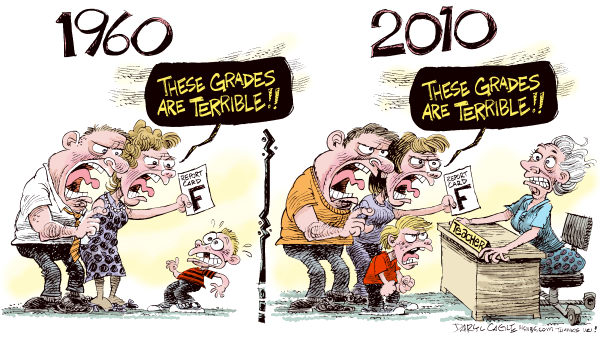 1960
THESE GRADES
ARE TERRIBLE!!
REPORT
CARD
F
2010
THESE GRADES
ARE TERRIBLE!!
REPORT
CARD
F
Teacher
DARYL CAGLE